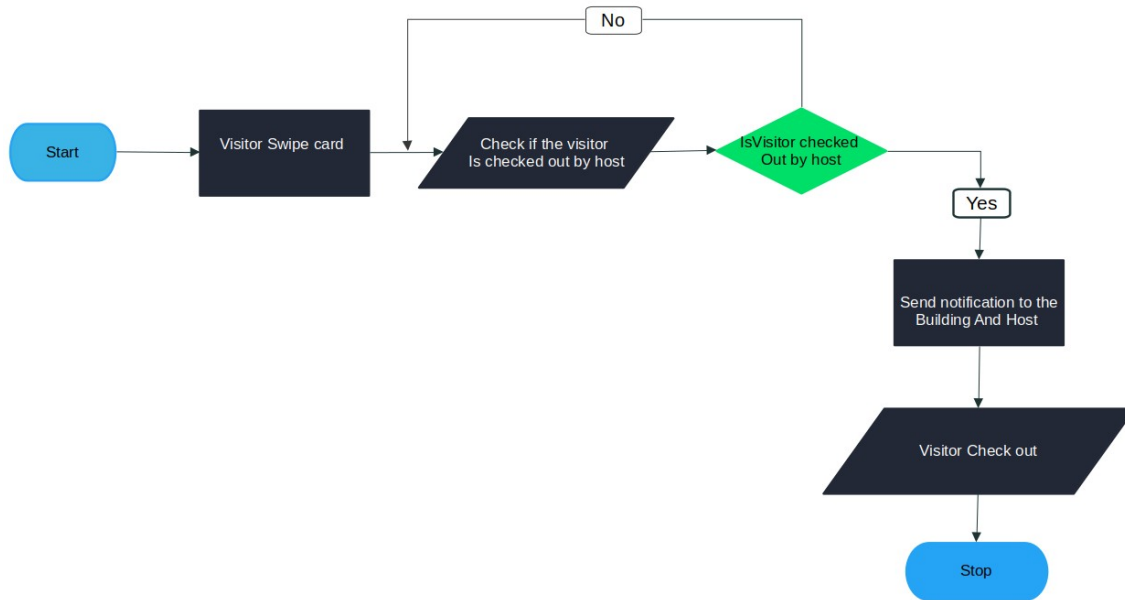 No
Start
Visitor Swipe card
Check if the visitor
Is checked out by host
IsVisitor checked
Out by host
Yes
Send notification to the
Building And Host
Visitor Check out
Stop